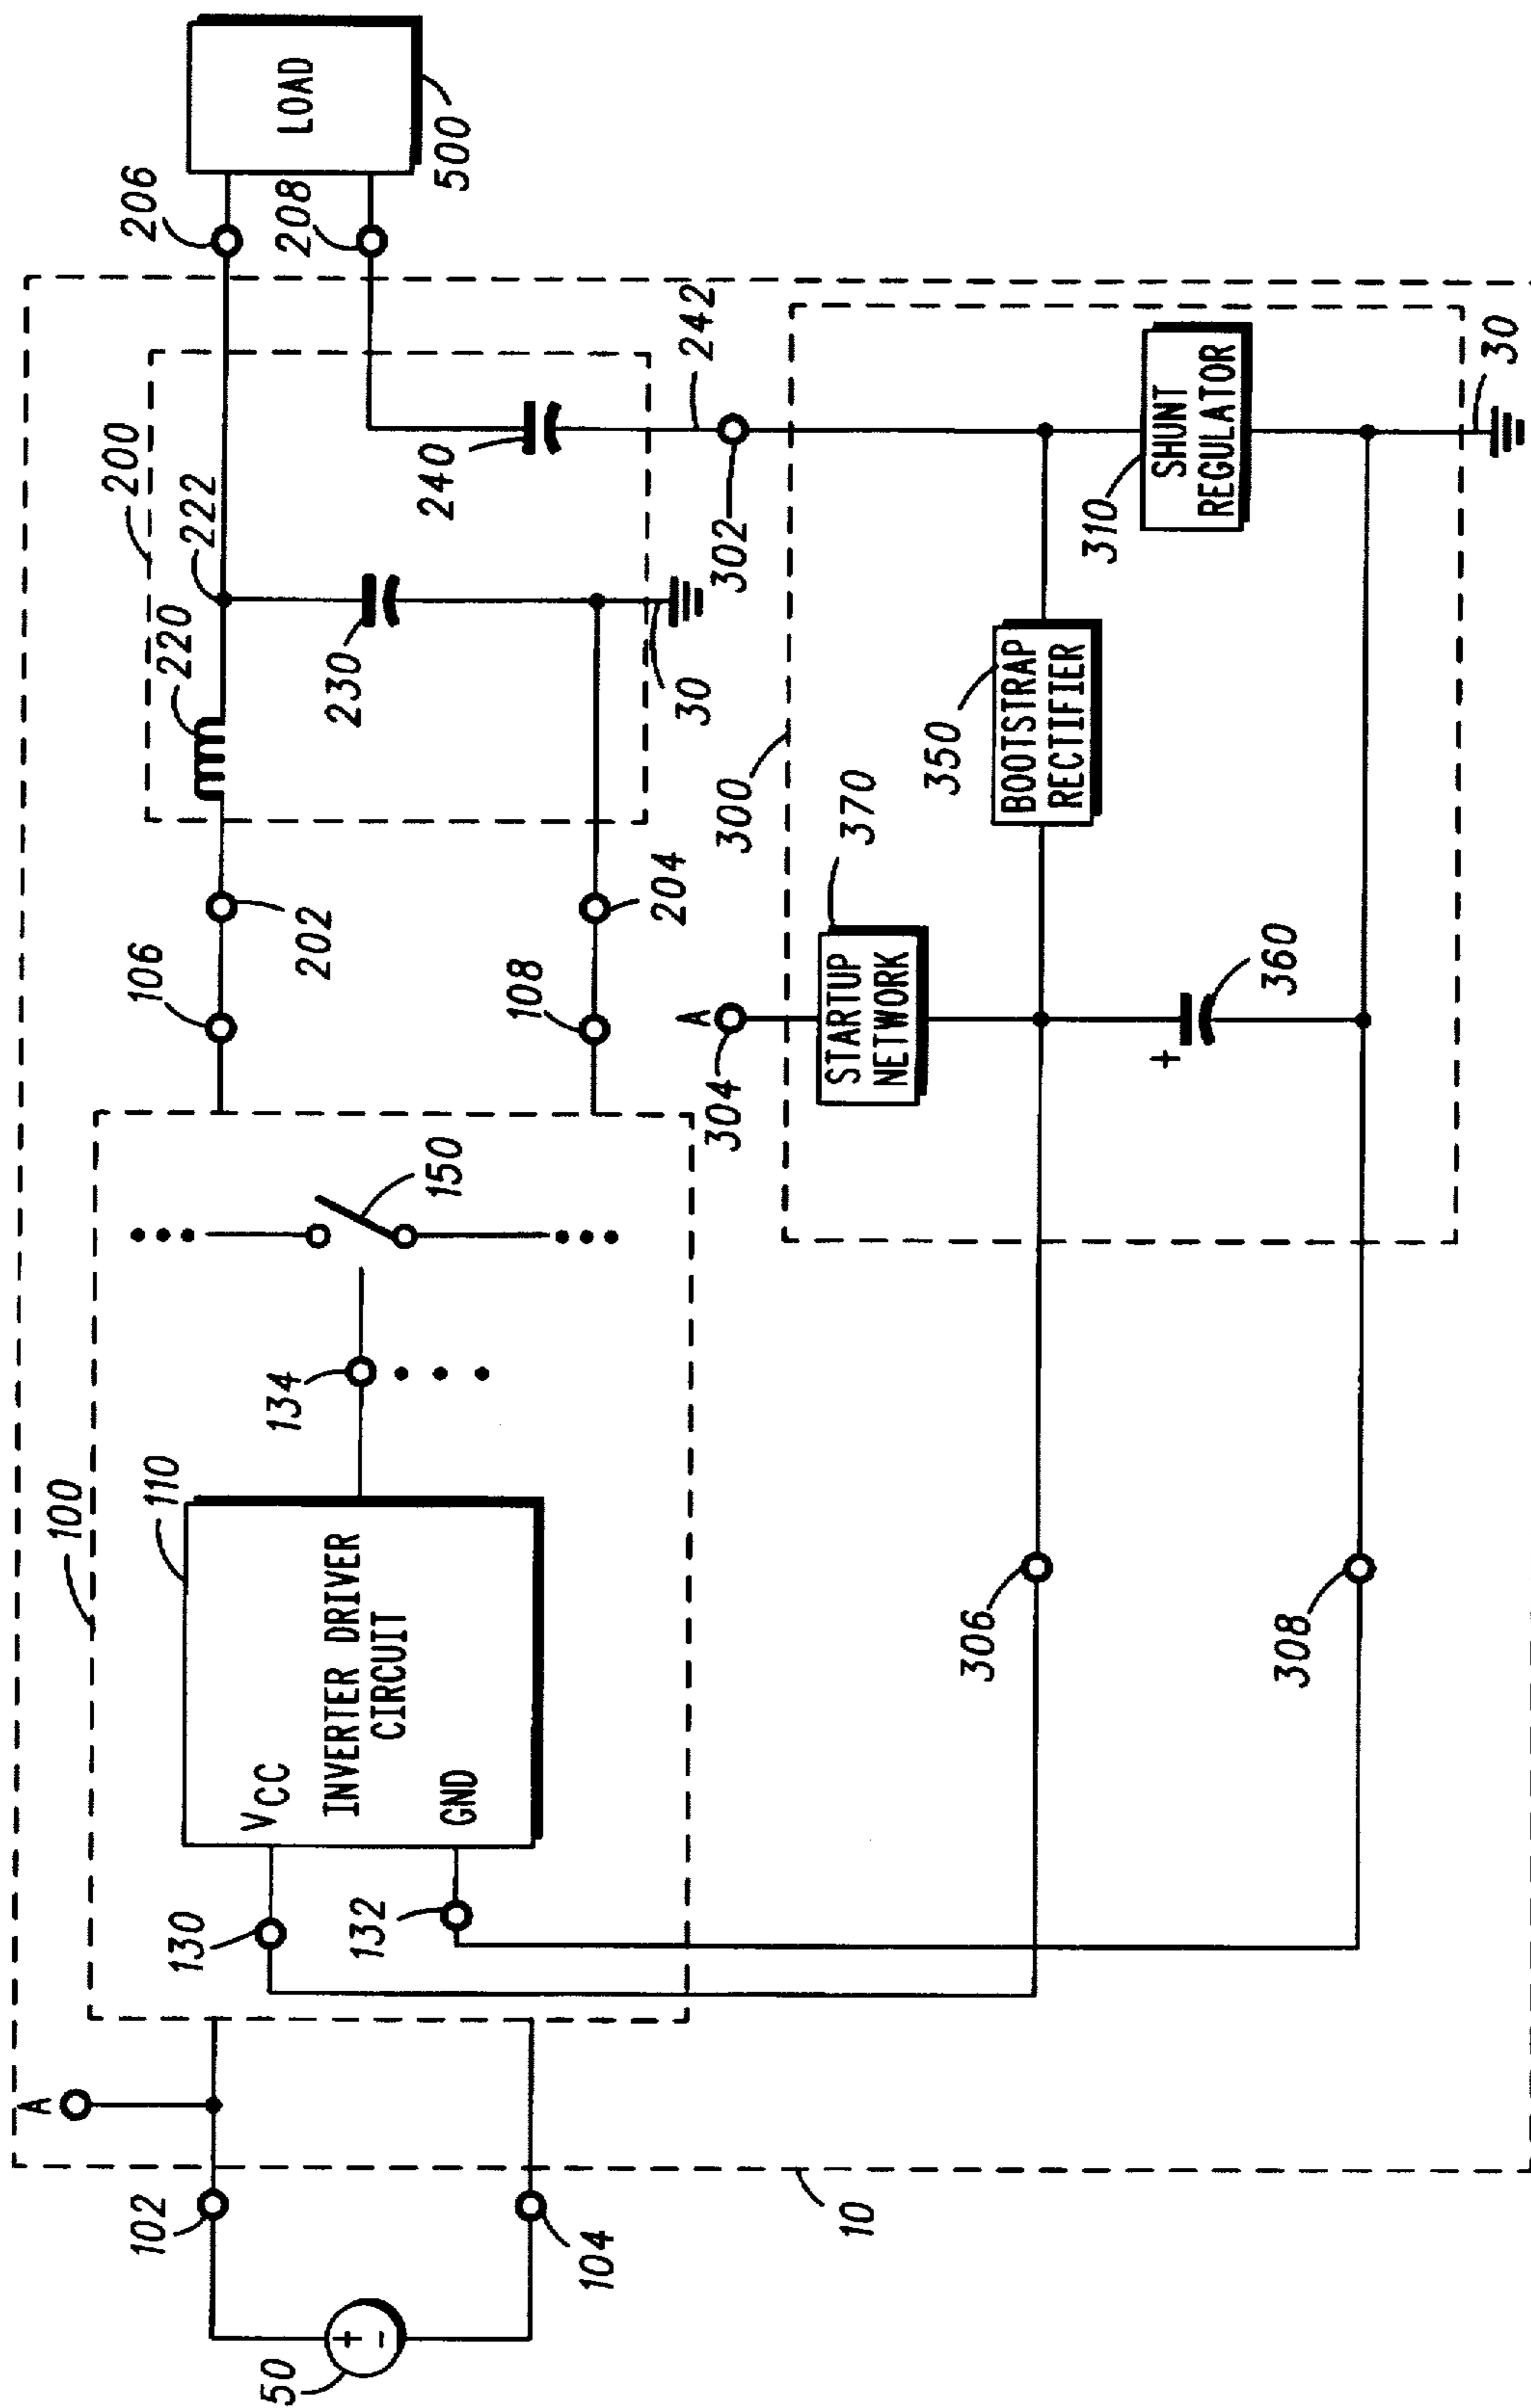 10
100
110
130
V CC
INVERTER DRIVER
CIRCUIT
132
GND
134
150
50
+
-
102
104
A
106
108
202
204
200
220
222
230
240
30
206
208
LOAD
500
242
302
300
A
304
STARTUP
NETWORK
370
350
BOOTSTRAP
RECTIFIER
310
SHUNT
REGULATOR
+
360
306
308
30